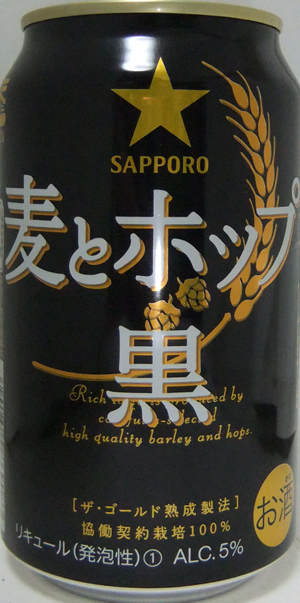 SAPPORO
麦とホップ
黒
Rich
by
high quality barley and hops.
[ザ・ゴールド熟成製法]
協働契約栽培100%
お酒
リキュール(発泡性)① ALC.5%